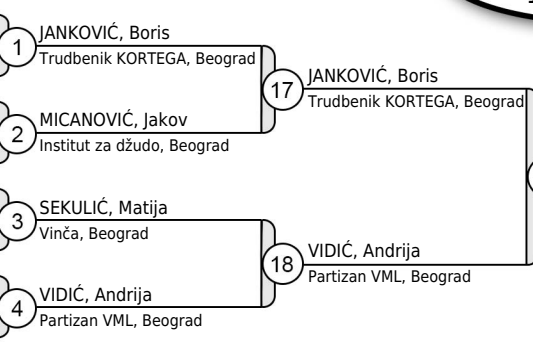 JANKOVIĆ, Boris
1
Trudbenik KORTEGA, Beograd
JANKOVIĆ, Boris
17
Trudbenik KORTEGA, Beograd
MICANOVIĆ, Jakov
2
Institut za džudo, Beograd
SEKULIĆ, Matija
3
Vinča, Beograd
VIDIĆ, Andrija
18
Partizan VML, Beograd
VIDIĆ, Andrija
4
Partizan VML, Beograd